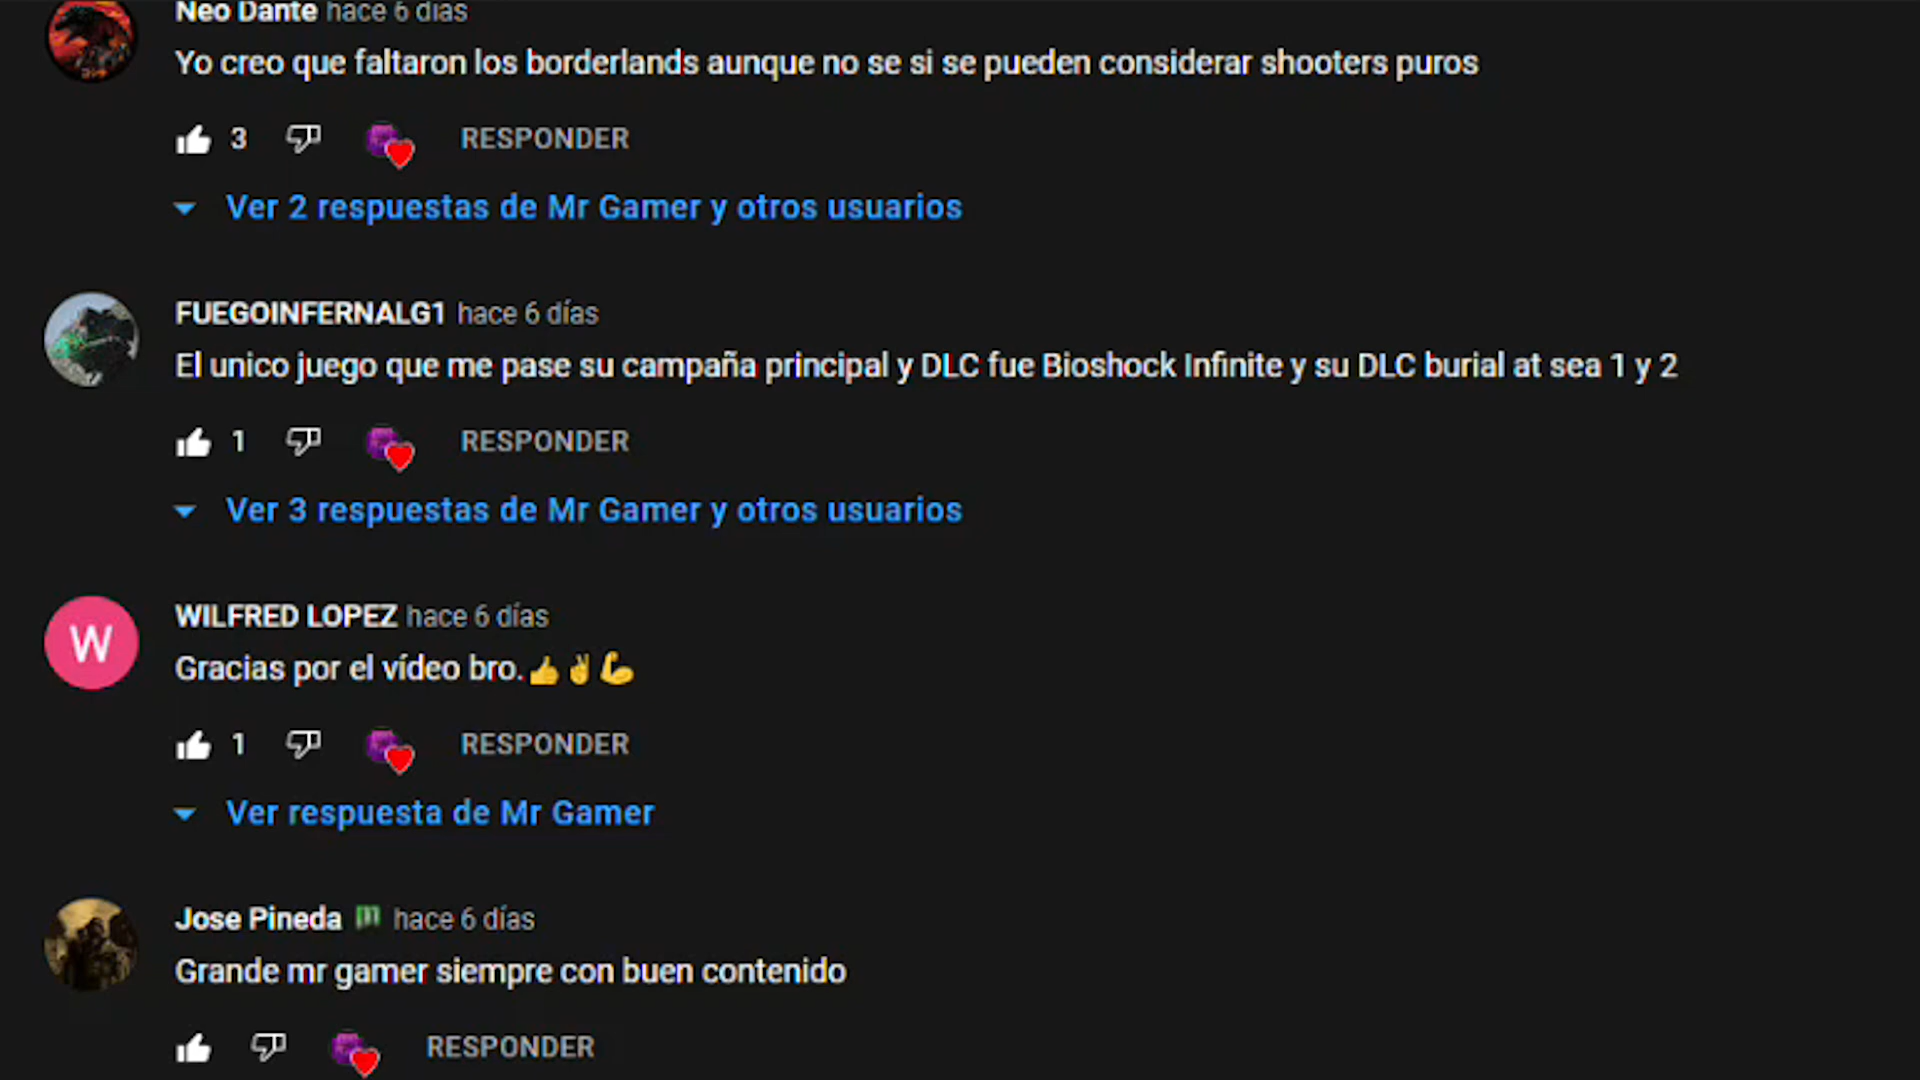 Neo Dante hace 6 días
Yo creo que faltaron los borderlands aunque no se si se pueden considerar shooters puros
3 RESPONDER
Ver 2 respuestas de Mr Gamer y otros usuarios
FUEGOINFERNALG1 hace 6 días
El unico juego que me pase su campaña principal y DLC fue Bioshock Infinite y su DLC burial at sea 1 y 2
1 RESPONDER
Ver 3 respuestas de Mr Gamer y otros usuarios
W
WILFRED LOPEZ hace 6 días
Gracias por el vídeo bro.👍✌💪
1 RESPONDER
Ver respuesta de Mr Gamer
Jose Pineda hace 6 días
Grande mr gamer siempre con buen contenido
RESPONDER